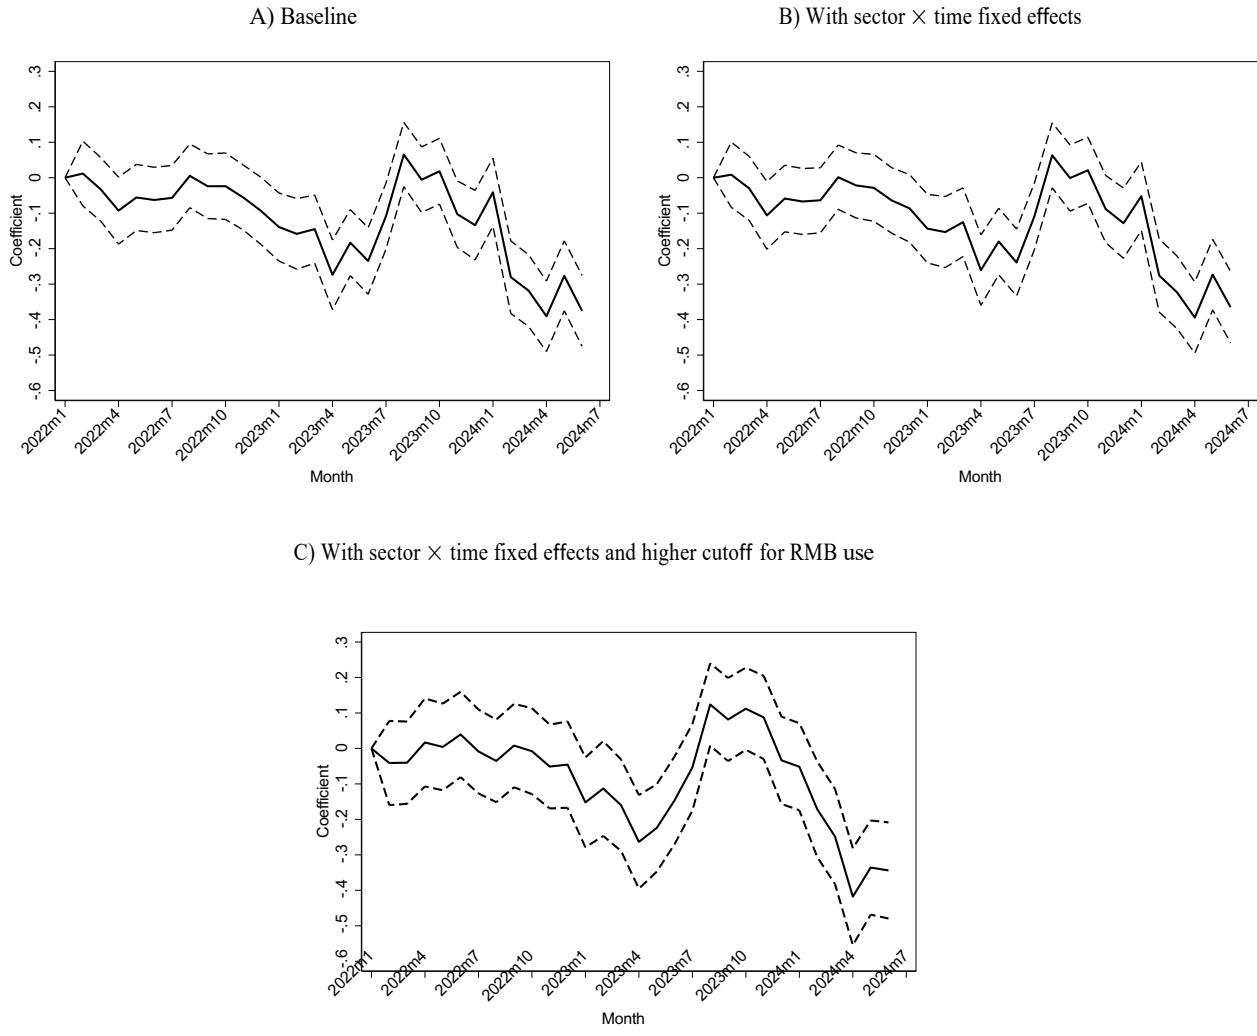 A) Baseline
.3
.2
.1
0
-.1
-.2
-.3
-.4
-.5
-.6
Coefficient
2022m1
2022m4
2022m7
2022m10
2023m1
2023m4
2023m7
2023m10
2024m1
2024m4
2024m7
Month
B) With sector × time fixed effects
.3
.2
.1
0
-.1
-.2
-.3
-.4
-.5
-.6
Coefficient
2022m1
2022m4
2022m7
2022m10
2023m1
2023m4
2023m7
2023m10
2024m1
2024m4
2024m7
Month
C) With sector × time fixed effects and higher cutoff for RMB use
.3
.2
.1
0
-.1
-.2
-.3
-.4
-.5
-.6
Coefficient
2022m1
2022m4
2022m7
2022m10
2023m1
2023m4
2023m7
2023m10
2024m1
2024m4
2024m7
Month